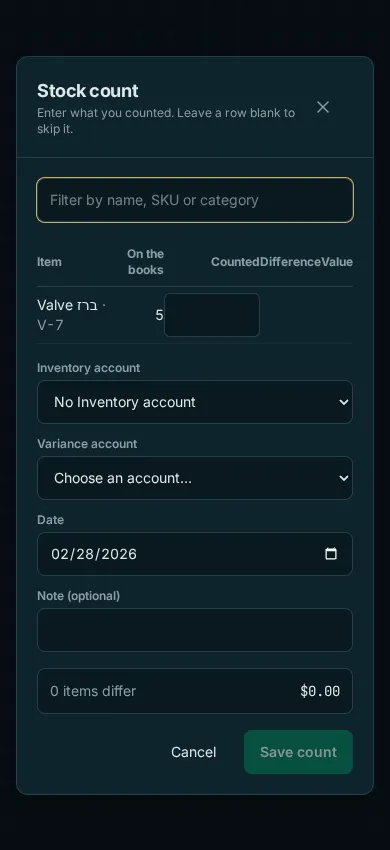 Stock count
Enter what you counted. Leave a row blank to
skip it.
Filter by name, SKU or category
Item On the books Counted Difference Value
Valve ברז · 5
V-7
Inventory account
No Inventory account
Variance account
Choose an account...
Date
02/28/2026
Note (optional)
0 items differ $0.00
Cancel Save count